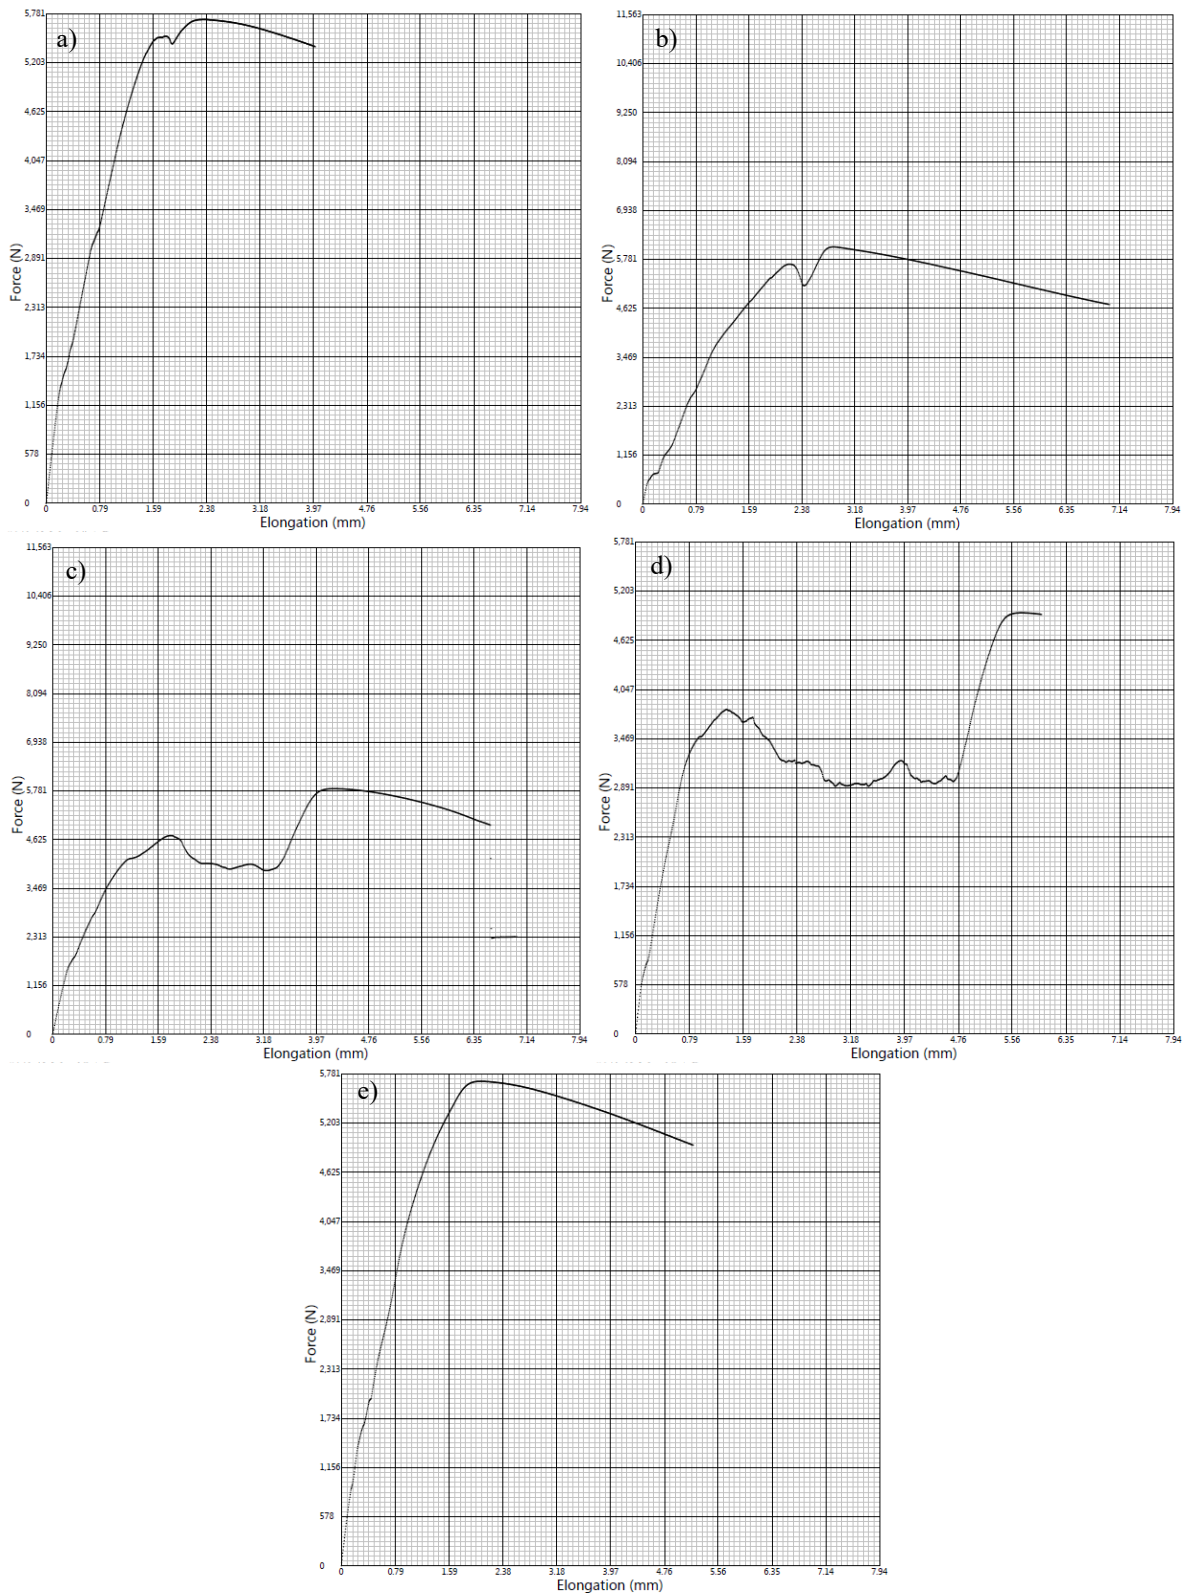 a)
5,781
5,203
4,625
4,047
3,469
2,891
2,313
1,734
1,156
578
0
Force (N)
0 0.79 1.59 2.38 3.18 3.97 4.76 5.56 6.35 7.14 7.94
Elongation (mm)
b)
11,563
10,406
9,250
8,094
6,938
5,781
4,625
3,469
2,313
1,156
0
Force (N)
0 0.79 1.59 2.38 3.18 3.97 4.76 5.56 6.35 7.14 7.94
Elongation (mm)
c)
11,563
10,406
9,250
8,094
6,938
5,781
4,625
3,469
2,313
1,156
0
Force (N)
0 0.79 1.59 2.38 3.18 3.97 4.76 5.56 6.35 7.14 7.94
Elongation (mm)
d)
5,781
5,203
4,625
4,047
3,469
2,891
2,313
1,734
1,156
578
0
Force (N)
0 0.79 1.59 2.38 3.18 3.97 4.76 5.56 6.35 7.14 7.94
Elongation (mm)
e)
5,781
5,203
4,625
4,047
3,469
2,891
2,313
1,734
1,156
578
0
Force (N)
0 0.79 1.59 2.38 3.18 3.97 4.76 5.56 6.35 7.14 7.94
Elongation (mm)